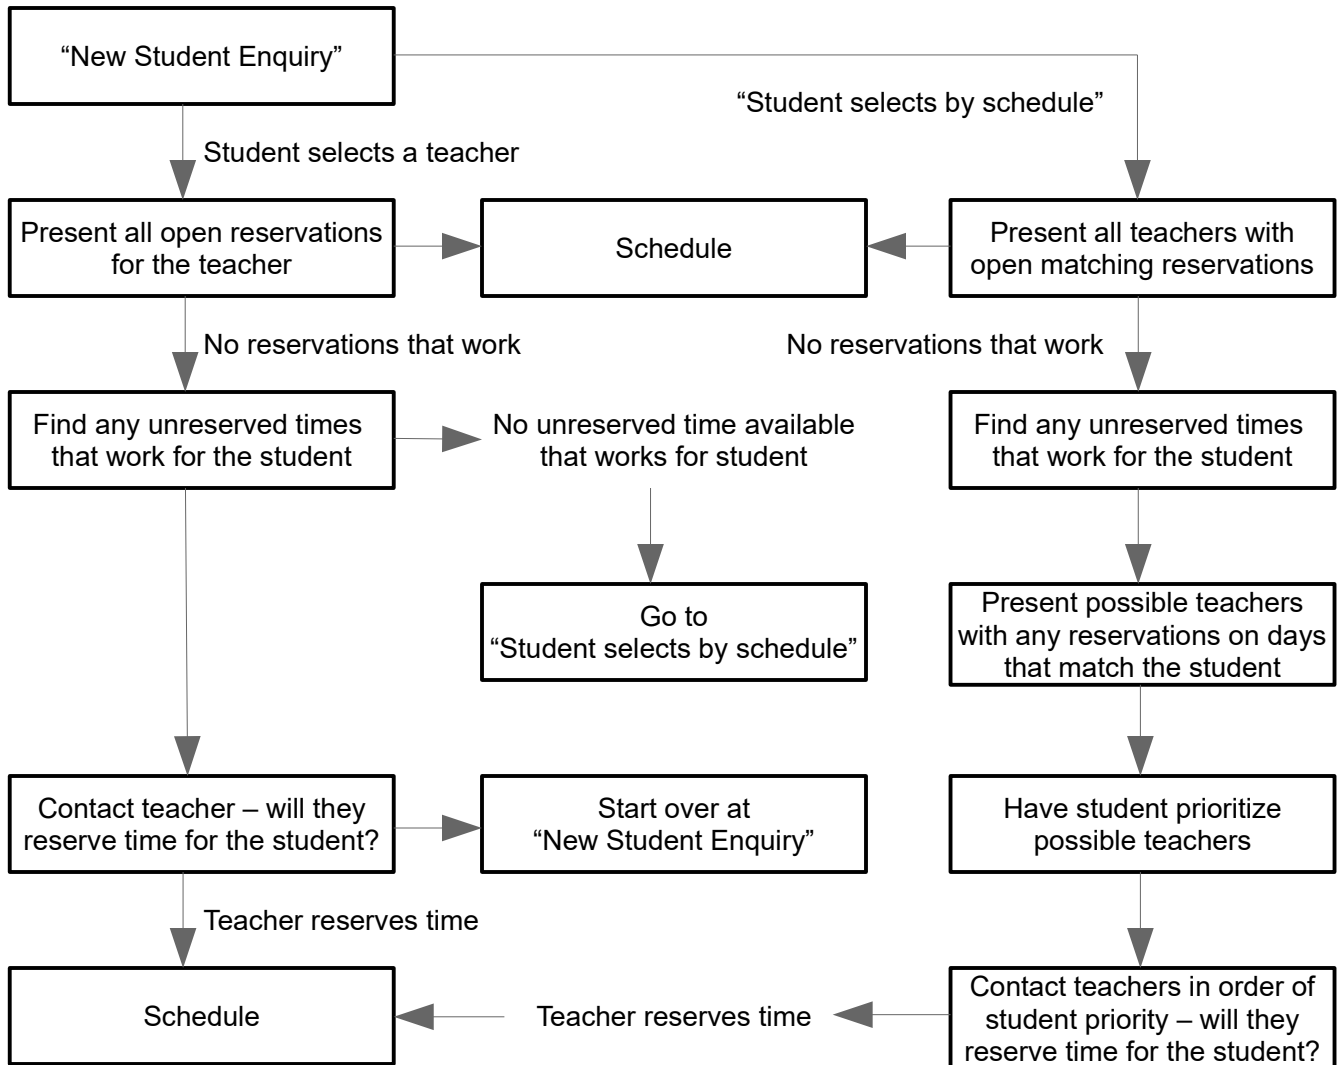 “New Student Enquiry”
“Student selects by schedule”
Student selects a teacher
Present all open reservations
for the teacher
Schedule
Present all teachers with
open matching reservations
No reservations that work
No reservations that work
Find any unreserved times
that work for the student
No unreserved time available
that works for student
Find any unreserved times
that work for the student
Go to
“Student selects by schedule”
Present possible teachers
with any reservations on days
that match the student
Contact teacher – will they
reserve time for the student?
Start over at
“New Student Enquiry”
Have student prioritize
possible teachers
Teacher reserves time
Schedule
Teacher reserves time
Contact teachers in order of
student priority – will they
reserve time for the student?